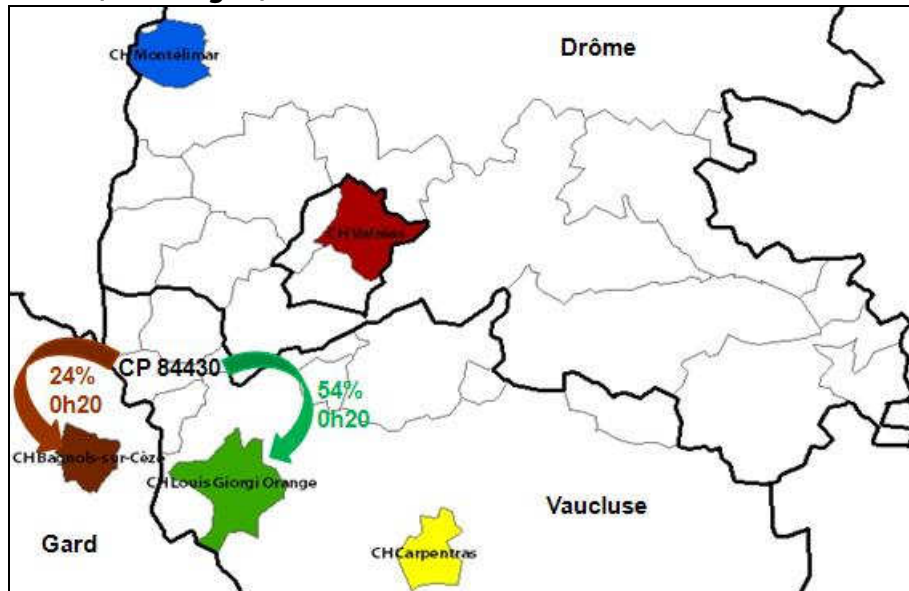 CH Montélimar
Drôme
CH Valréas
CP 84430
24%
0h20
54%
0h20
CH Bagnols-sur-Cèze
CH Louis Giorgi Orange
Vaucluse
Gard
CH Carpentras